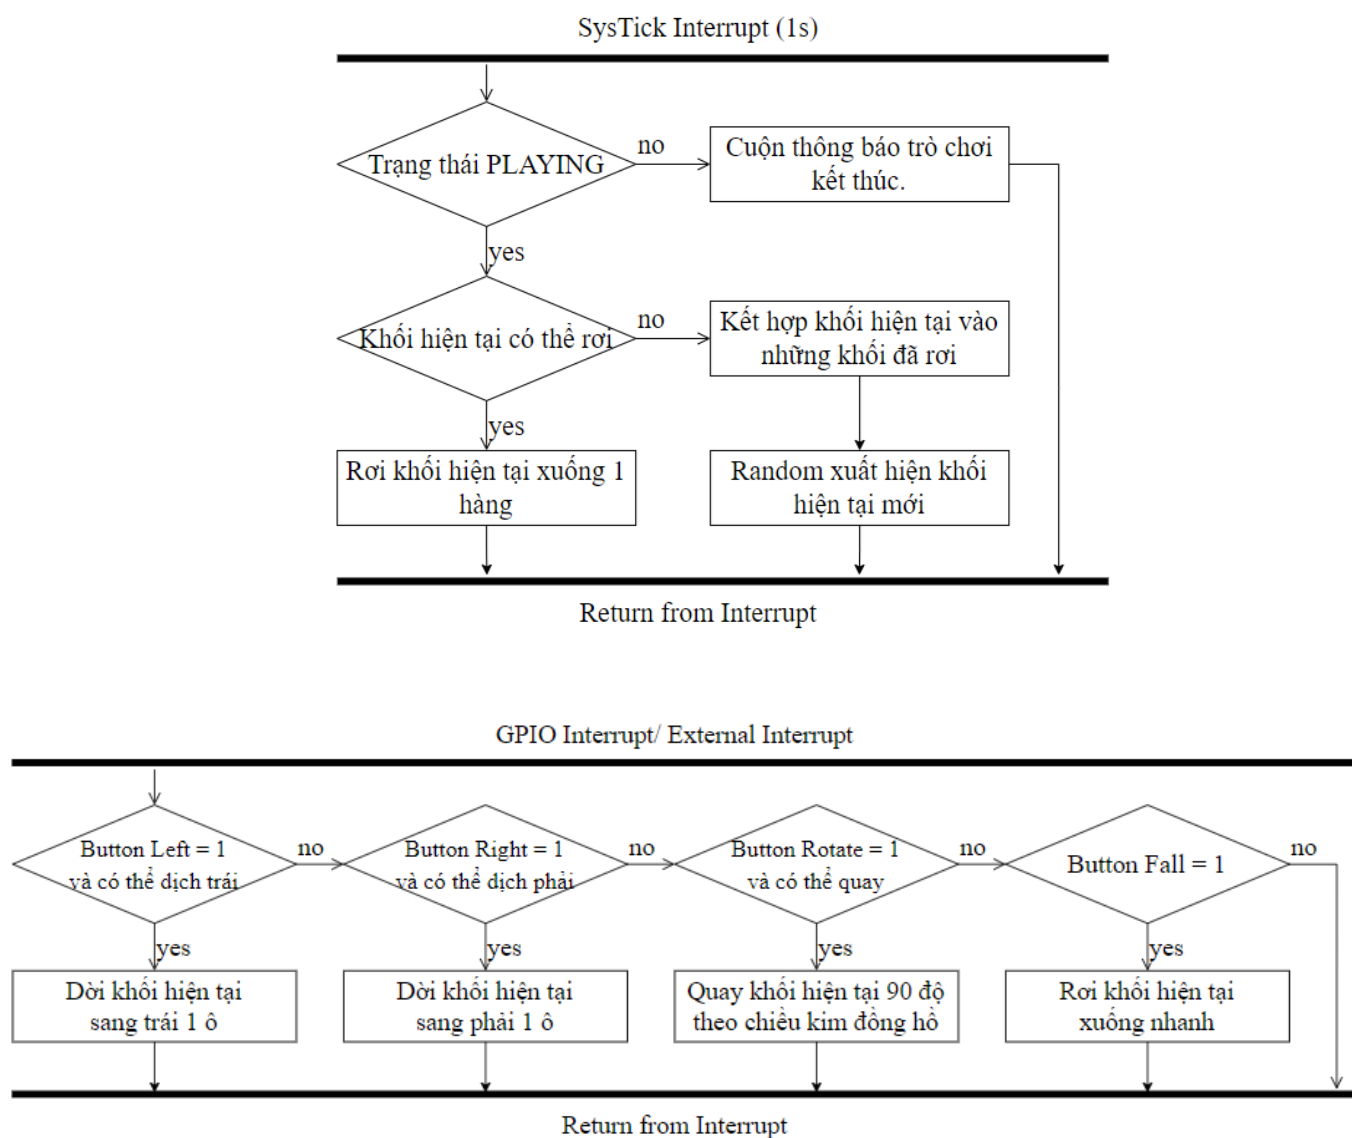 SysTick Interrupt (1s)
Trạng thái PLAYING
no
Cuộn thông báo trò chơi
kết thúc.
yes
Khối hiện tại có thể rơi
no
Kết hợp khối hiện tại vào
những khối đã rơi
yes
Rơi khối hiện tại xuống 1
hàng
Random xuất hiện khối
hiện tại mới
Return from Interrupt
GPIO Interrupt/ External Interrupt
Button Left = 1
và có thể dịch trái
no
Button Right = 1
và có thể dịch phải
no
Button Rotate = 1
và có thể quay
no
Button Fall = 1
no
yes
yes
yes
yes
Dời khối hiện tại
sang trái 1 ô
Dời khối hiện tại
sang phải 1 ô
Quay khối hiện tại 90 độ
theo chiều kim đồng hồ
Rơi khối hiện tại
xuống nhanh
Return from Interrupt